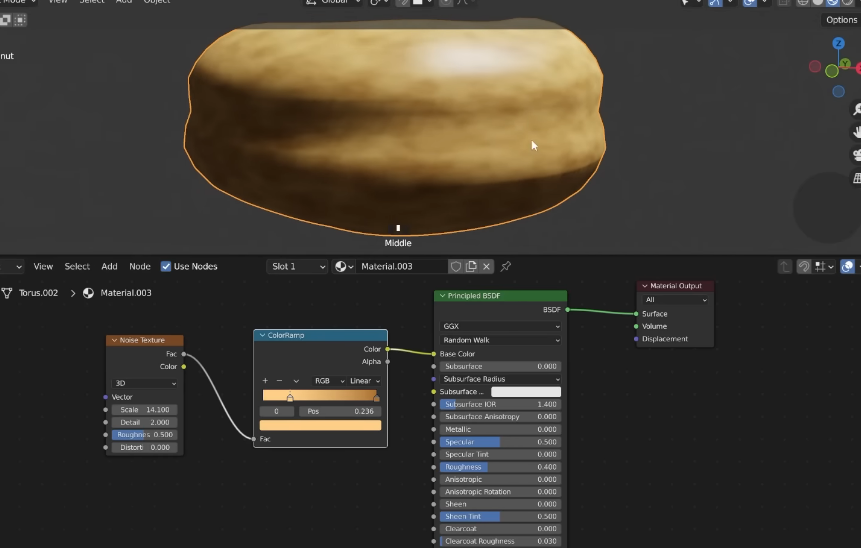 Mode View Select Add Object Global
Options
nut
Z
Y
Middle
View Select Add Node Use Nodes Slot 1 Material.003
Torus.002 > Material.003
Material Output
All
Surface
Volume
Displacement
Principled BSDF
BSDF
GGX
Random Walk
Base Color
Subsurface 0.000
Subsurface Radius
Subsurface ...
Subsurface IOR 1.400
Subsurface Anisotropy 0.000
Metallic 0.000
Specular 0.500
Specular Tint 0.000
Roughness 0.400
Anisotropic 0.000
Anisotropic Rotation 0.000
Sheen 0.000
Sheen Tint 0.500
Clearcoat 0.000
Clearcoat Roughness 0.030
ColorRamp
Color
Alpha
+ − RGB Linear
0 Pos 0.236
Fac
Noise Texture
Fac
Color
3D
Vector
Scale 14.100
Detail 2.000
Roughnes 0.500
Distorti 0.000